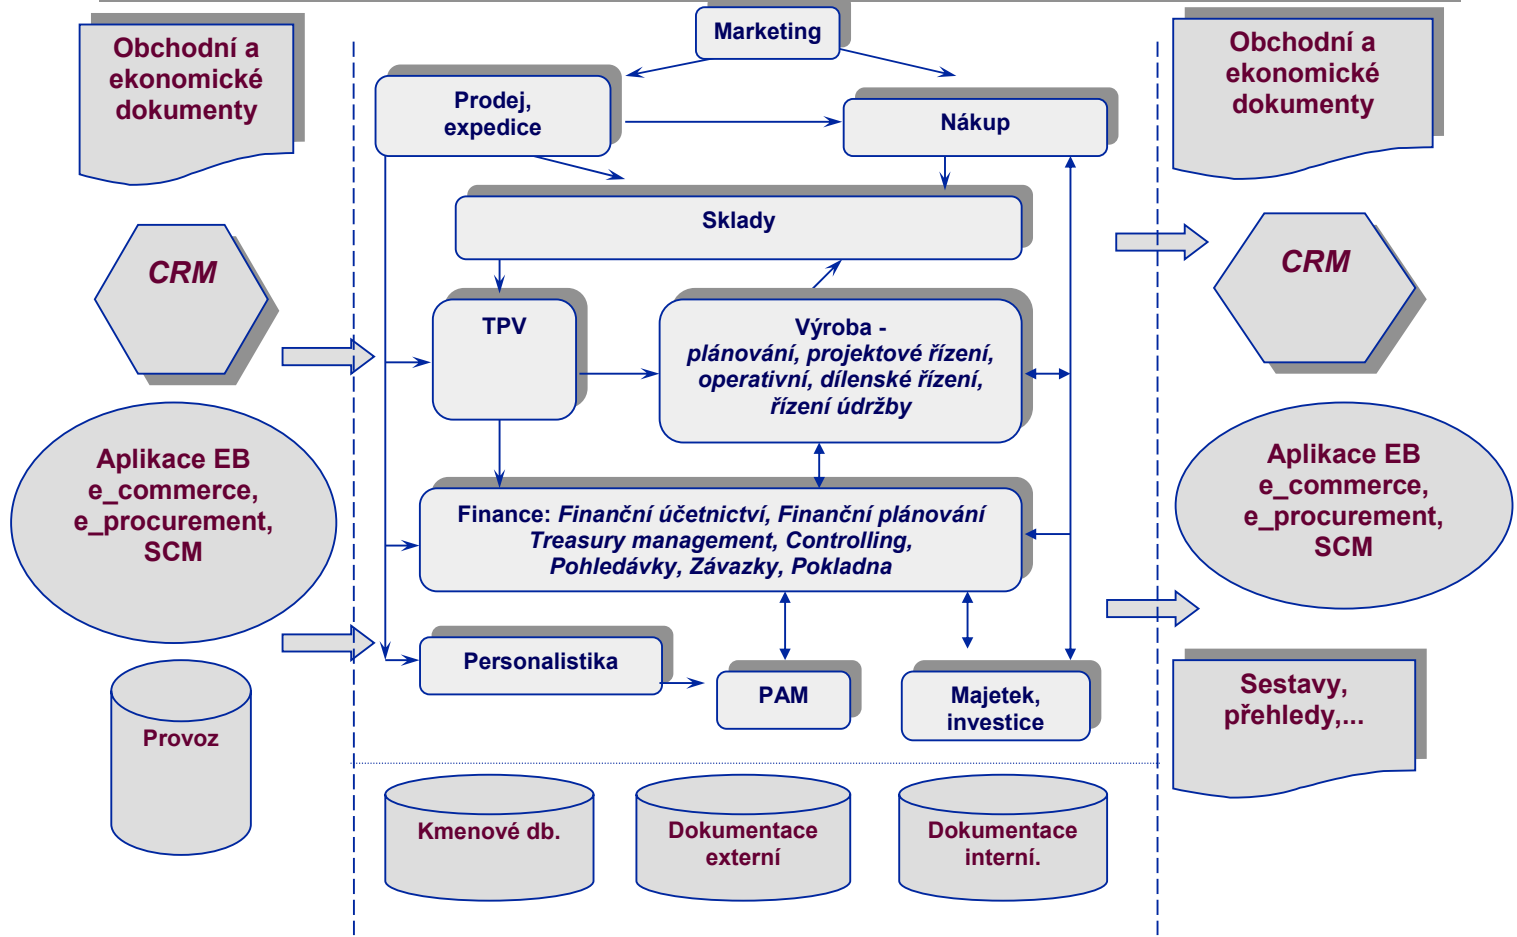 Marketing
Obchodní a
ekonomické
dokumenty
Prodej,
expedice
Nákup
Obchodní a
ekonomické
dokumenty
Sklady
CRM
CRM
TPV
Výroba -
plánování, projektové řízení,
operativní, dílenské řízení,
řízení údržby
Aplikace EB
e_commerce,
e_procurement,
SCM
Finance: Finanční účetnictví, Finanční plánování
Treasury management, Controlling,
Pohledávky, Závazky, Pokladna
Aplikace EB
e_commerce,
e_procurement,
SCM
Personalistika
PAM
Majetek,
investice
Provoz
Sestavy,
přehledy,...
Kmenové db.
Dokumentace
externí
Dokumentace
interní.